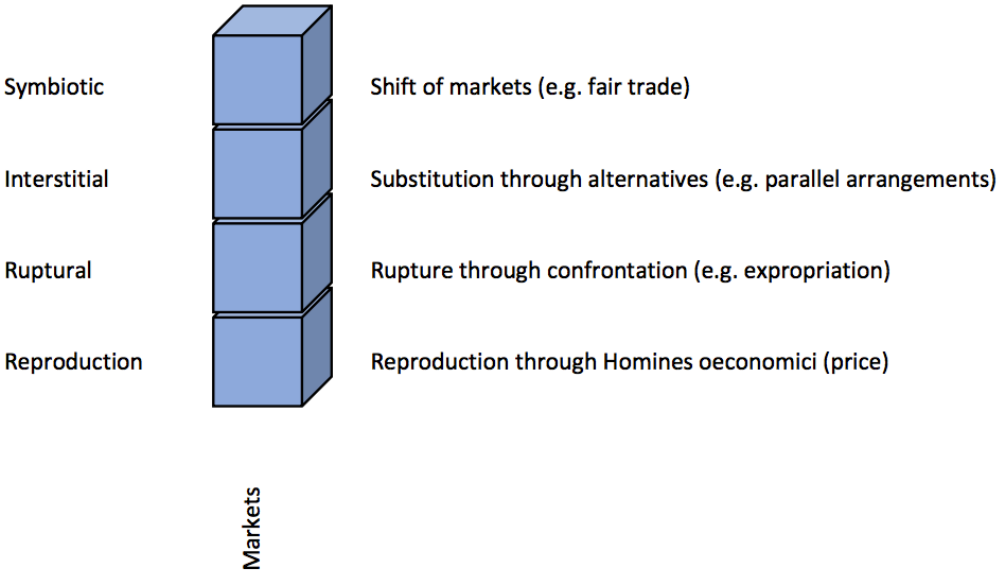 Symbiotic Shift of markets (e.g. fair trade)
Interstitial Substitution through alternatives (e.g. parallel arrangements)
Ruptural Rupture through confrontation (e.g. expropriation)
Reproduction Reproduction through Homines oeconomici (price)
Markets